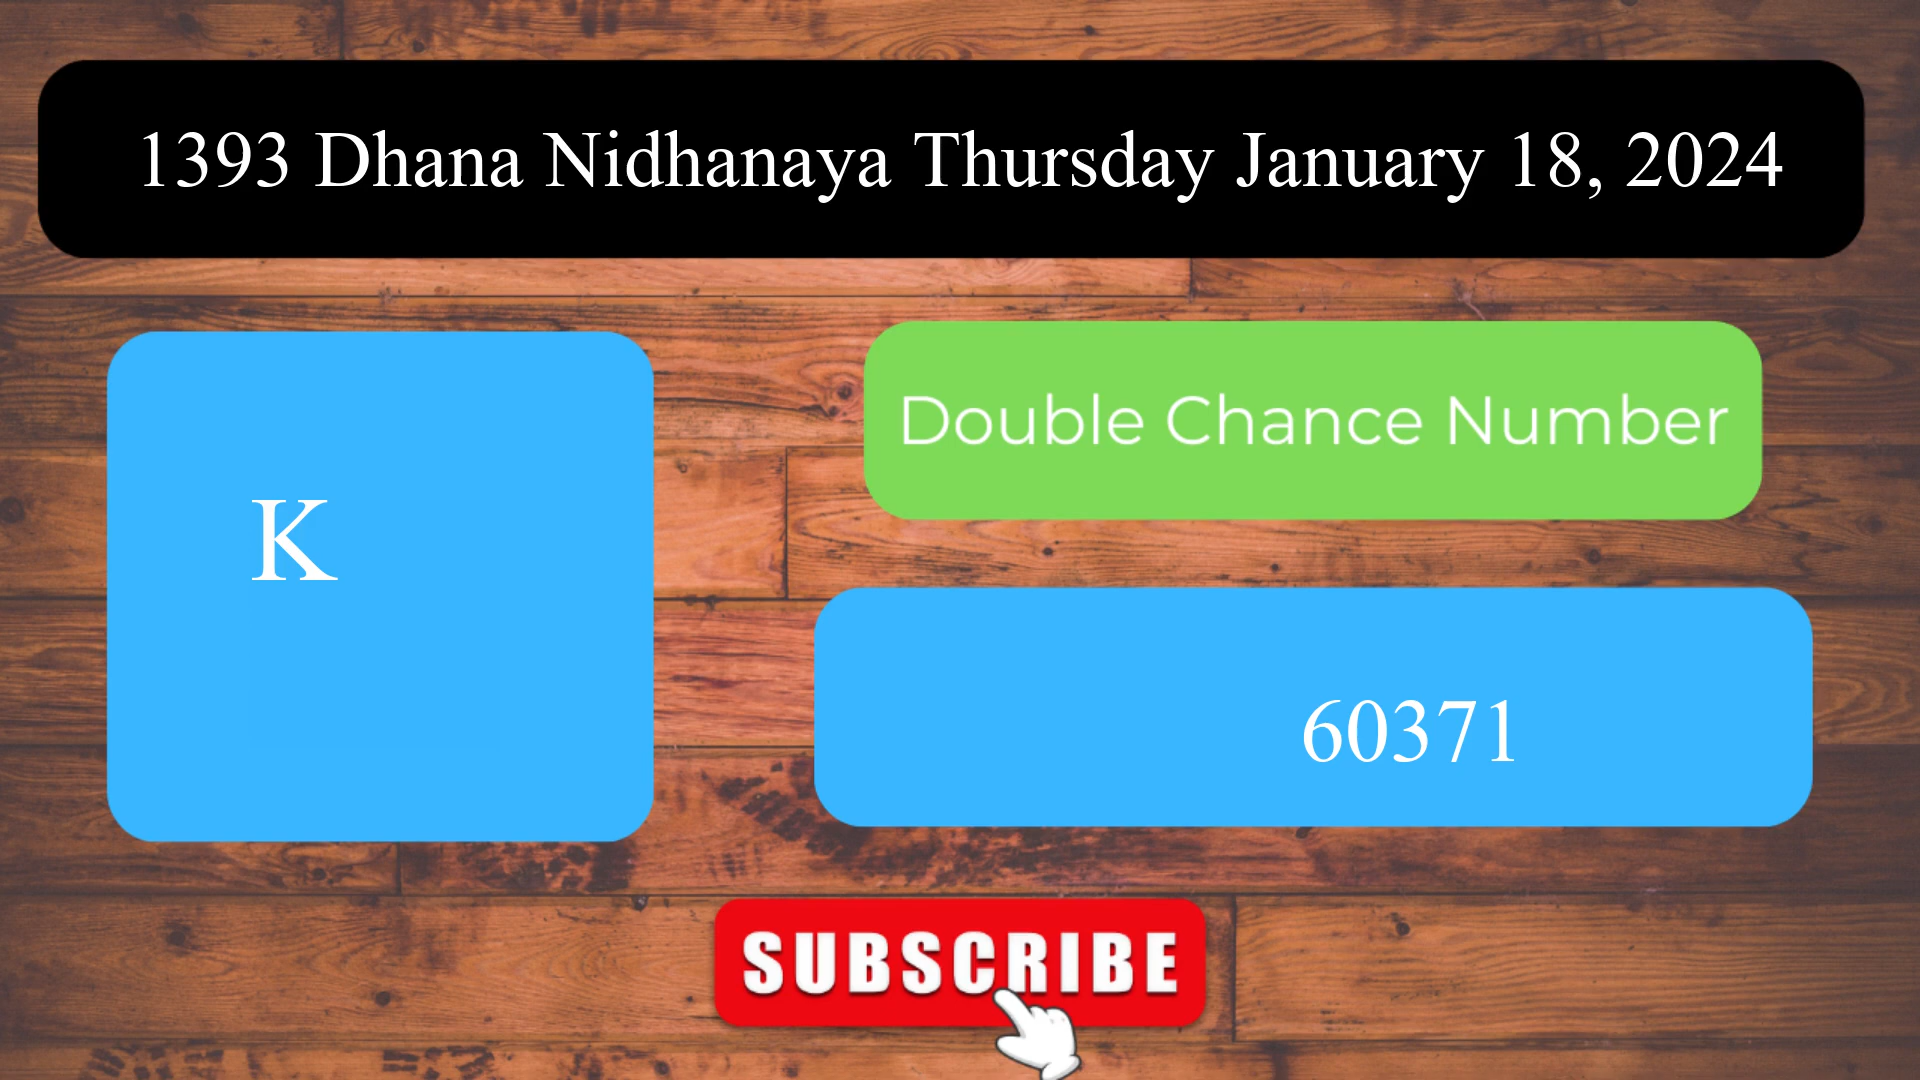 1393 Dhana Nidhanaya Thursday January 18, 2024
K
Double Chance Number
60371
SUBSCRIBE